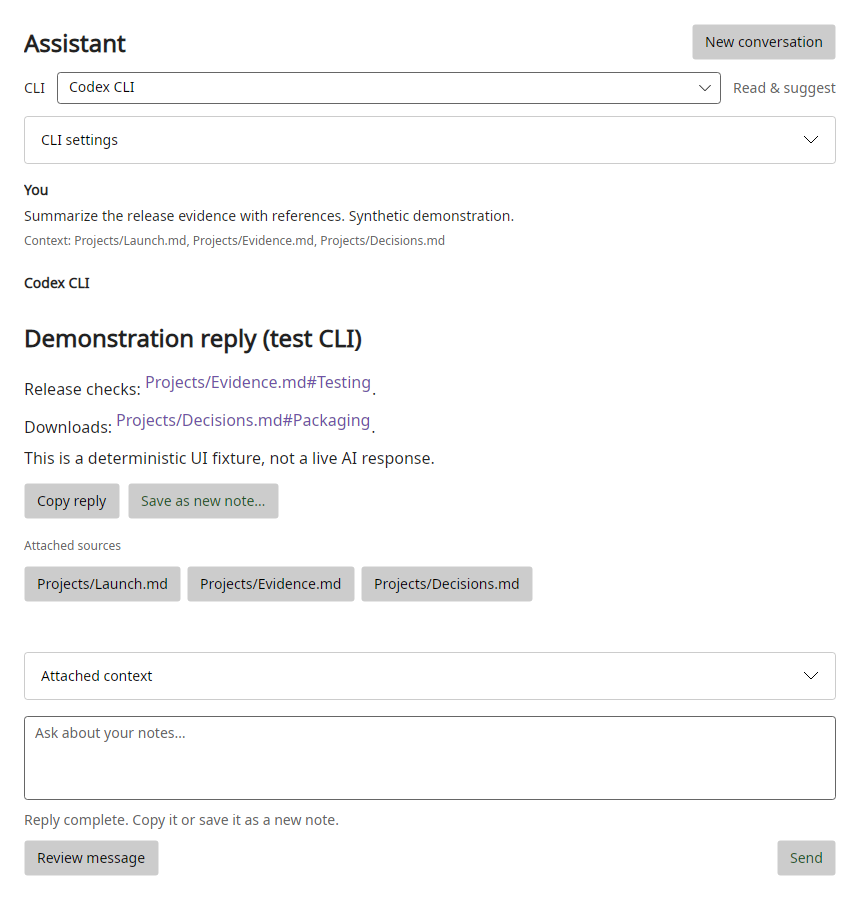 Assistant
New conversation
CLI
Codex CLI
Read & suggest
CLI settings
You
Summarize the release evidence with references. Synthetic demonstration.
Context: Projects/Launch.md, Projects/Evidence.md, Projects/Decisions.md
Codex CLI
Demonstration reply (test CLI)
Release checks: Projects/Evidence.md#Testing.
Downloads: Projects/Decisions.md#Packaging.
This is a deterministic UI fixture, not a live AI response.
Copy reply
Save as new note...
Attached sources
Projects/Launch.md
Projects/Evidence.md
Projects/Decisions.md
Attached context
Ask about your notes...
Reply complete. Copy it or save it as a new note.
Review message
Send